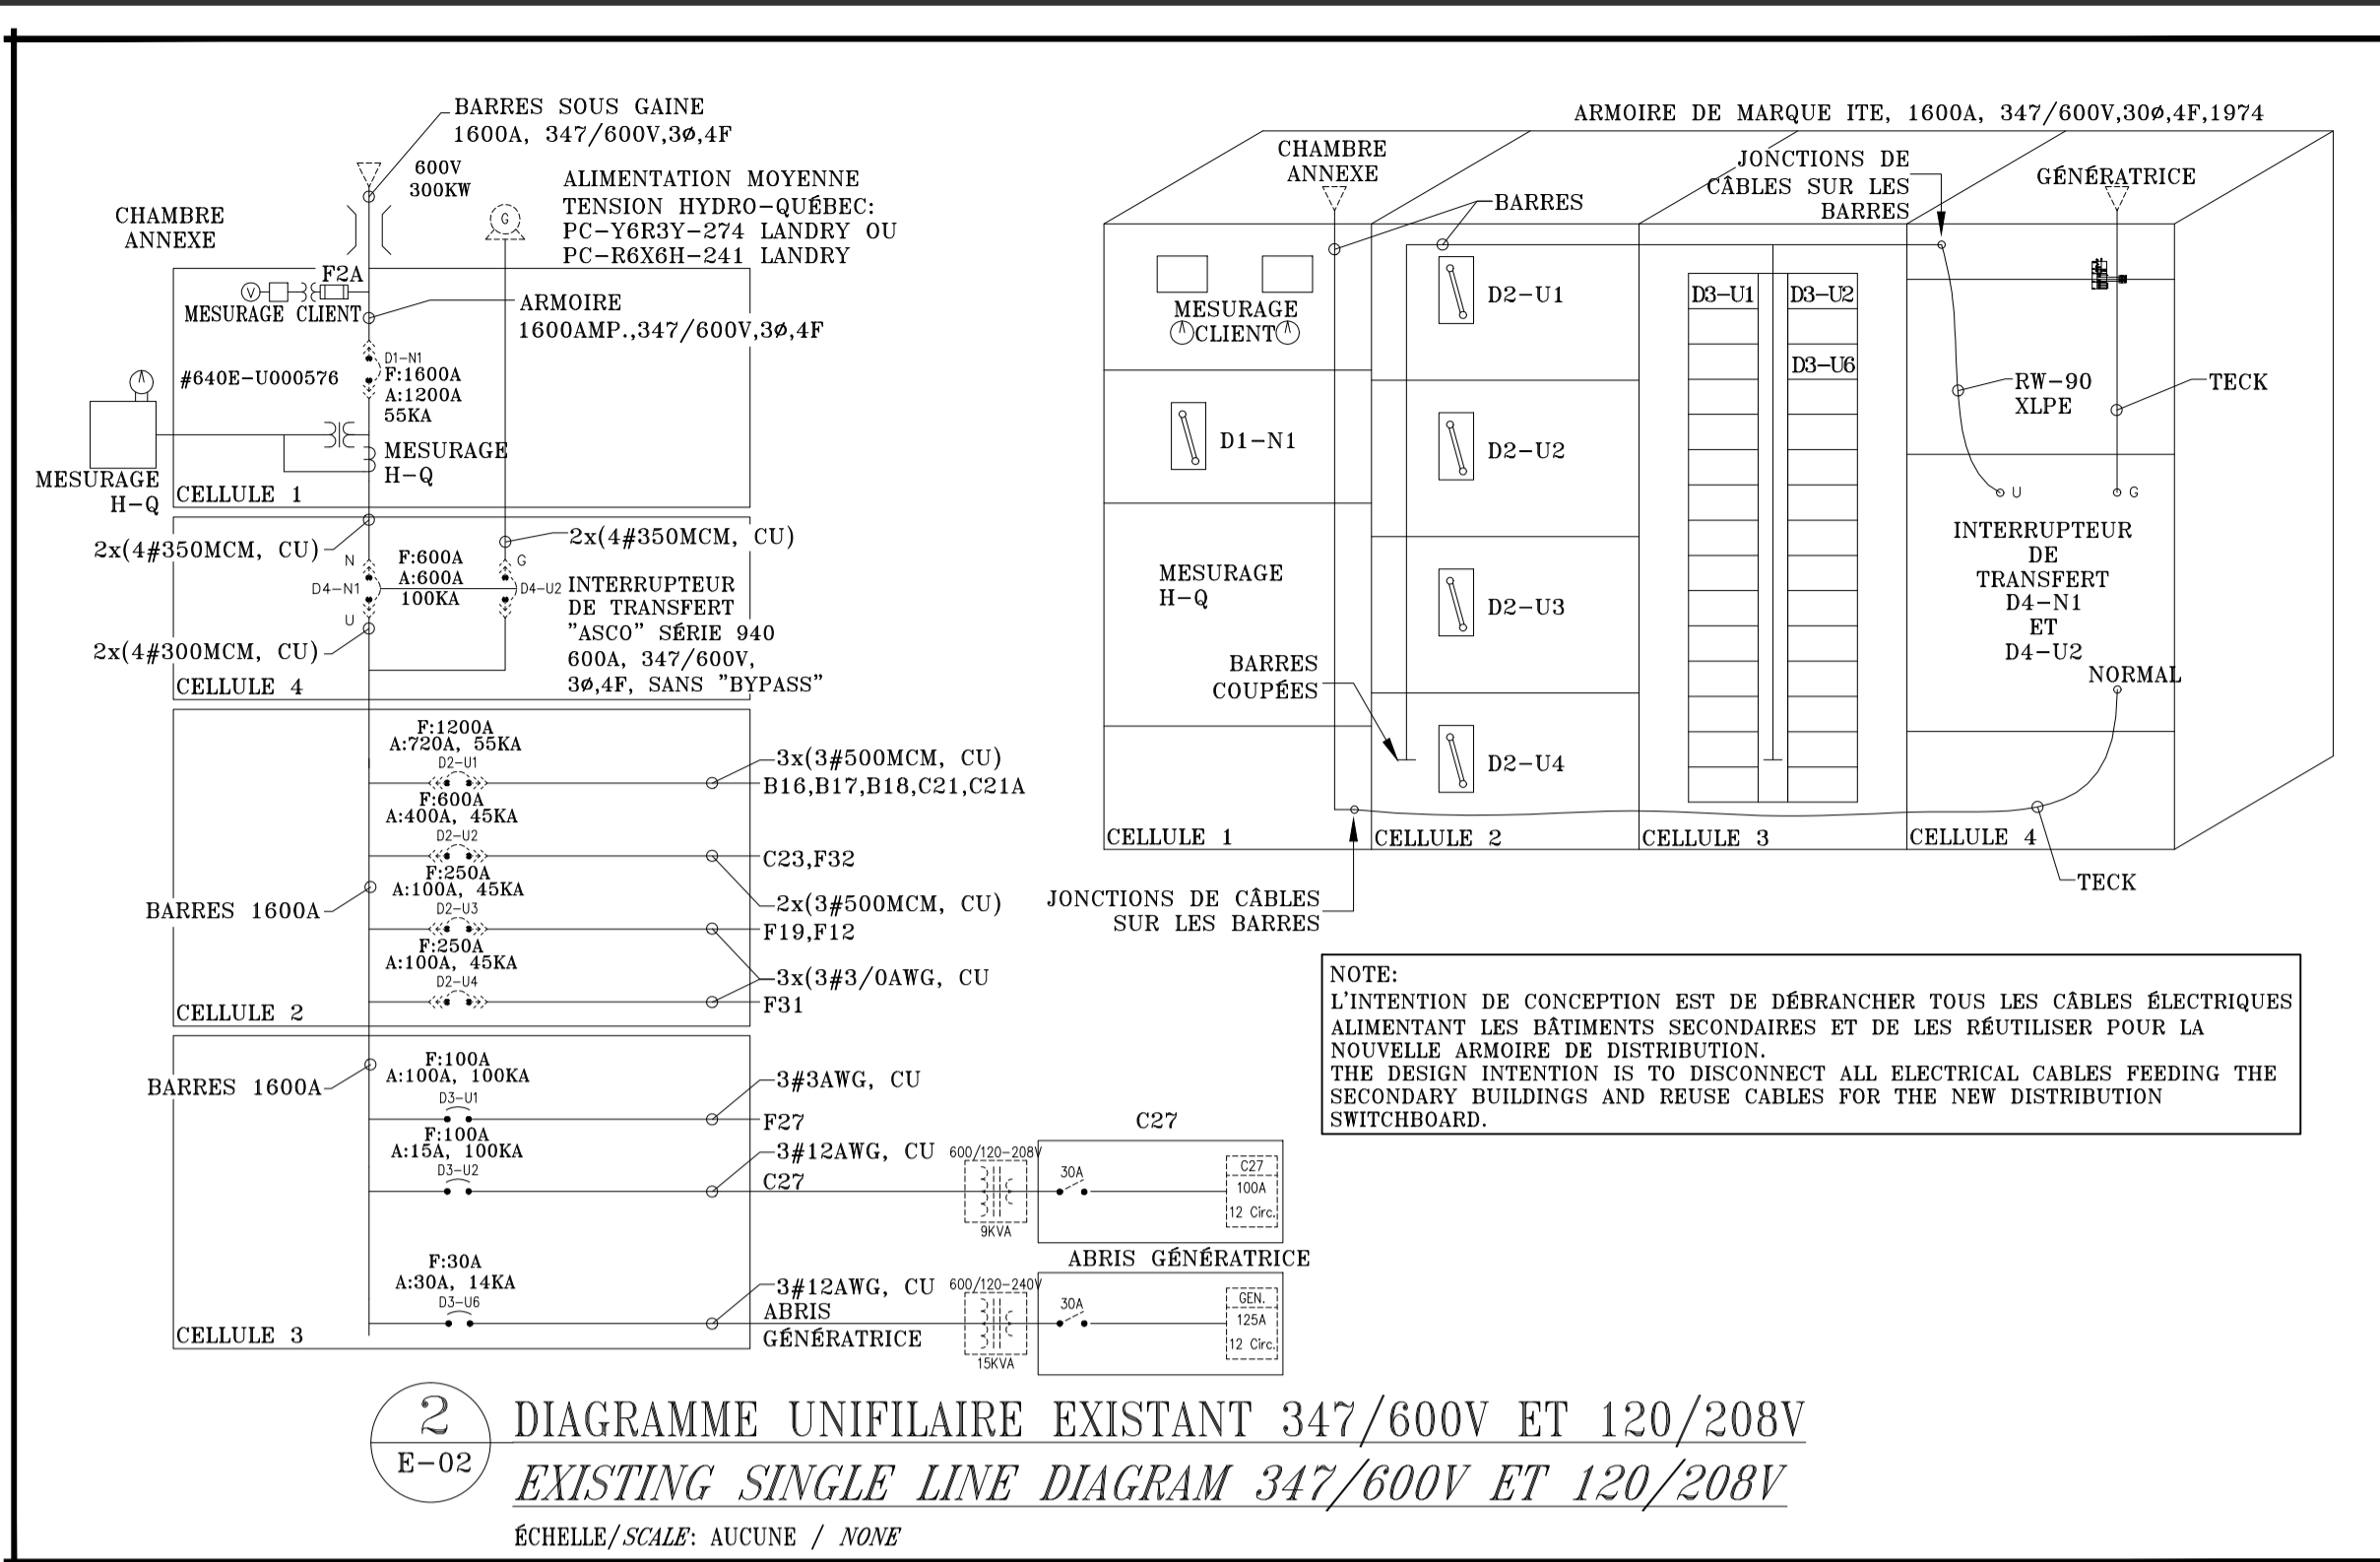 BARRES SOUS GAINE
1600A, 347/600V,3ø,4F
600V
300KW
ALIMENTATION MOYENNE
TENSION HYDRO-QUÉBEC:
PC-Y6R3Y-274 LANDRY OU
PC-R6X6H-241 LANDRY
CHAMBRE
ANNEXE
G
F2A
V
MESURAGE CLIENT
ARMOIRE
1600AMP.,347/600V,3ø,4F
D1-N1
F:1600A
A:1200A
55KA
#640E-U000576
MESURAGE
H-Q
MESURAGE
H-Q
CELLULE 1
2x(4#350MCM, CU)
2x(4#350MCM, CU)
N
F:600A
A:600A
100KA
G
D4-N1
D4-U2
U
INTERRUPTEUR
DE TRANSFERT
"ASCO" SÉRIE 940
600A, 347/600V,
3ø,4F, SANS "BYPASS"
2x(4#300MCM, CU)
CELLULE 4
F:1200A
A:720A, 55KA
D2-U1
3x(3#500MCM, CU)
B16,B17,B18,C21,C21A
F:600A
A:400A, 45KA
D2-U2
C23,F32
2x(3#500MCM, CU)
F:250A
A:100A, 45KA
D2-U3
F19,F12
BARRES 1600A
F:250A
A:100A, 45KA
D2-U4
3x(3#3/0AWG, CU
F31
CELLULE 2
BARRES 1600A
F:100A
A:100A, 100KA
D3-U1
3#3AWG, CU
F27
F:100A
A:15A, 100KA
D3-U2
3#12AWG, CU
C27
600/120-208V
9KVA
C27
30A
C27
100A
12 Circ.
F:30A
A:30A, 14KA
D3-U6
3#12AWG, CU
ABRIS
GÉNÉRATRICE
600/120-240V
15KVA
ABRIS GÉNÉRATRICE
30A
GEN.
125A
12 Circ.
CELLULE 3
ARMOIRE DE MARQUE ITE, 1600A, 347/600V,30ø,4F,1974
CHAMBRE
ANNEXE
BARRES
JONCTIONS DE
CÂBLES SUR LES
BARRES
GÉNÉRATRICE
MESURAGE
CLIENT
D1-N1
MESURAGE
H-Q
BARRES
COUPÉES
D2-U1
D2-U2
D2-U3
D2-U4
D3-U1
D3-U2
D3-U6
RW-90
XLPE
TECK
U
G
INTERRUPTEUR
DE
TRANSFERT
D4-N1
ET
D4-U2
NORMAL
CELLULE 1
CELLULE 2
CELLULE 3
CELLULE 4
TECK
JONCTIONS DE CÂBLES
SUR LES BARRES
NOTE:
L'INTENTION DE CONCEPTION EST DE DÉBRANCHER TOUS LES CÂBLES ÉLECTRIQUES
ALIMENTANT LES BÂTIMENTS SECONDAIRES ET DE LES RÉUTILISER POUR LA
NOUVELLE ARMOIRE DE DISTRIBUTION.
THE DESIGN INTENTION IS TO DISCONNECT ALL ELECTRICAL CABLES FEEDING THE
SECONDARY BUILDINGS AND REUSE CABLES FOR THE NEW DISTRIBUTION
SWITCHBOARD.
2
E-02
DIAGRAMME UNIFILAIRE EXISTANT 347/600V ET 120/208V
EXISTING SINGLE LINE DIAGRAM 347/600V ET 120/208V
ÉCHELLE/SCALE: AUCUNE / NONE